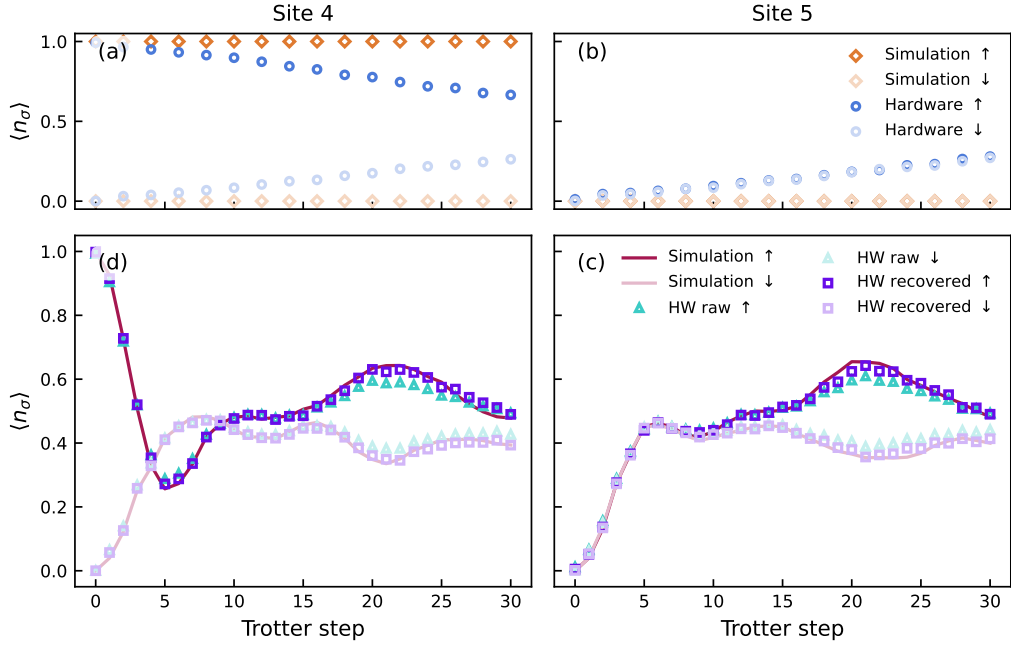 Site 4
Site 5
(a)
(b)
Simulation ↑
Simulation ↓
Hardware ↑
Hardware ↓
1.0
0.5
0.0
⟨nσ⟩
(d)
(c)
Simulation ↑
Simulation ↓
HW raw ↑
HW raw ↓
HW recovered ↑
HW recovered ↓
1.0
0.8
0.6
0.4
0.2
0.0
⟨nσ⟩
0 5 10 15 20 25 30
0 5 10 15 20 25 30
Trotter step
Trotter step